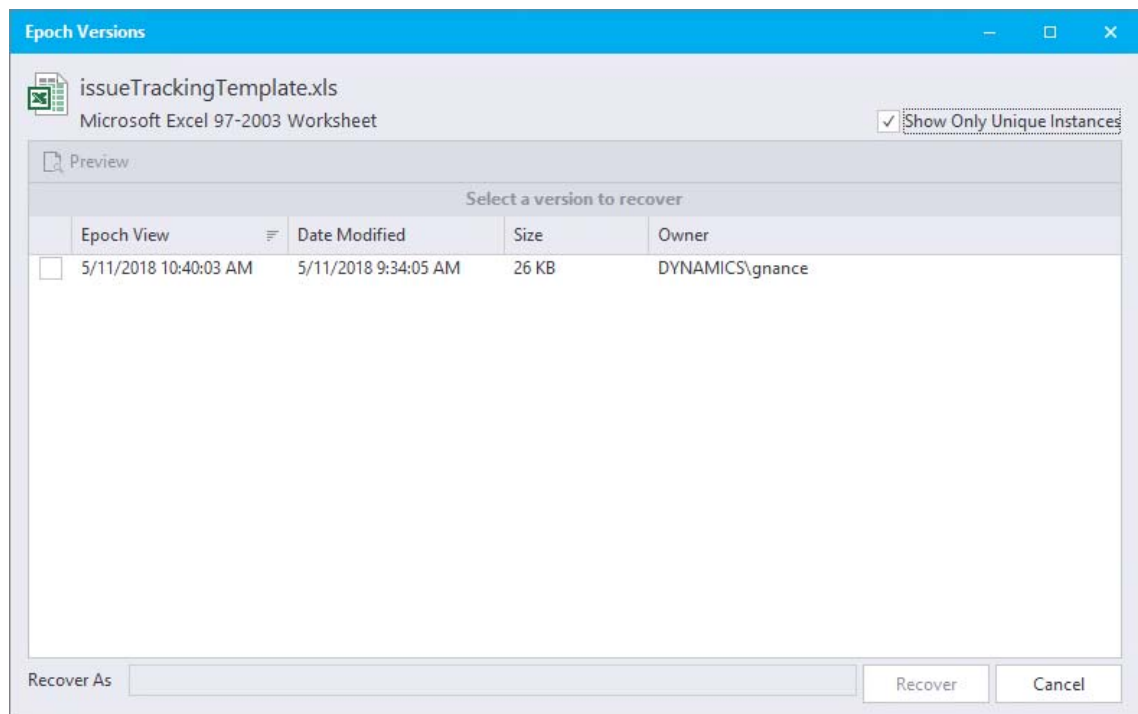 Epoch Versions
issueTrackingTemplate.xls
Microsoft Excel 97-2003 Worksheet
Show Only Unique Instances
Preview
Select a version to recover
Epoch View Date Modified Size Owner
5/11/2018 10:40:03 AM 5/11/2018 9:34:05 AM 26 KB DYNAMICS\gnance
Recover As Recover Cancel